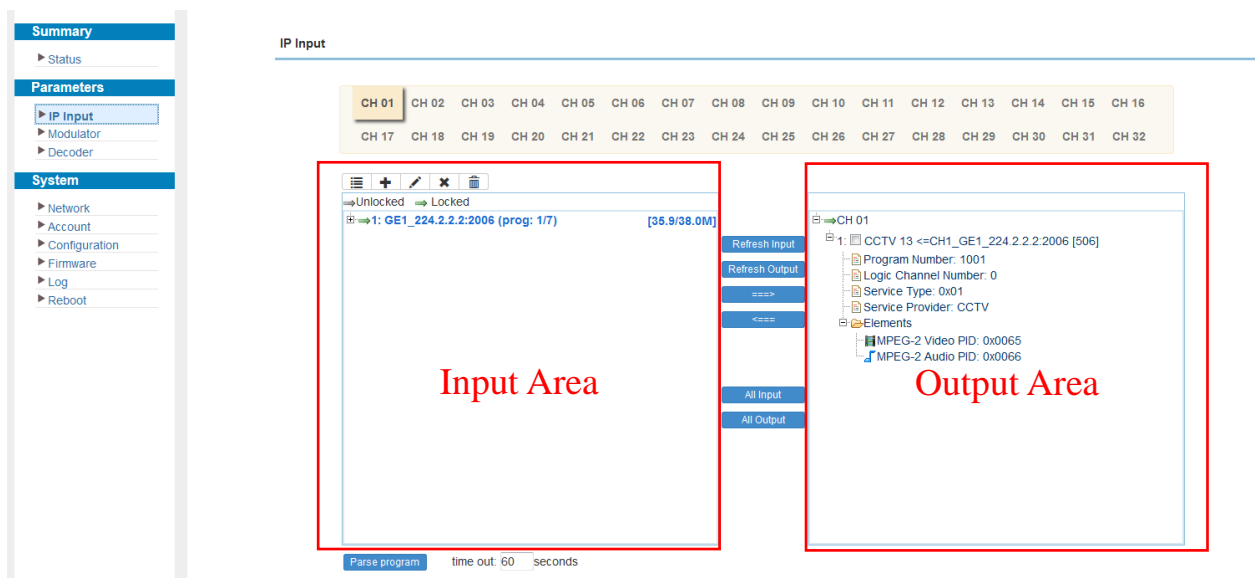 Summary
Status
Parameters
IP Input
Modulator
Decoder
System
Network
Account
Configuration
Firmware
Log
Reboot
IP Input
CH 01 CH 02 CH 03 CH 04 CH 05 CH 06 CH 07 CH 08 CH 09 CH 10 CH 11 CH 12 CH 13 CH 14 CH 15 CH 16
CH 17 CH 18 CH 19 CH 20 CH 21 CH 22 CH 23 CH 24 CH 25 CH 26 CH 27 CH 28 CH 29 CH 30 CH 31 CH 32
⇒Unlocked ⇒ Locked
⇒1: GE1_224.2.2.2:2006 (prog: 1/7) [35.9/38.0M]
Input Area
Refresh Input
Refresh Output
===>
<===
All Input
All Output
⇒CH 01
1: CCTV 13 <=CH1_GE1_224.2.2.2:2006 [506]
Program Number: 1001
Logic Channel Number: 0
Service Type: 0x01
Service Provider: CCTV
Elements
MPEG-2 Video PID: 0x0065
MPEG-2 Audio PID: 0x0066
Output Area
Parse program time out: 60 seconds